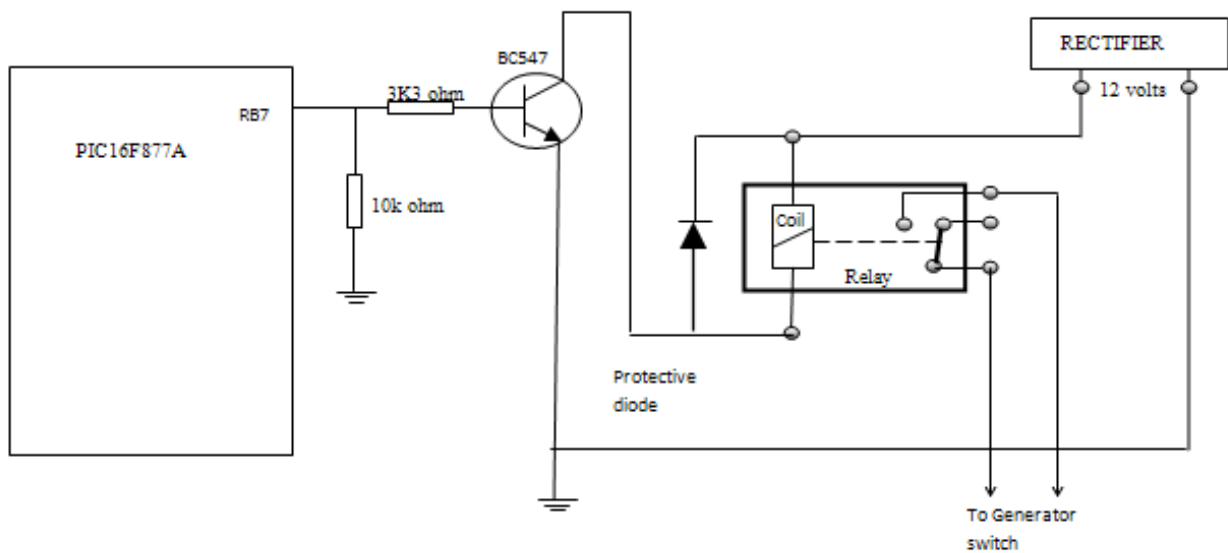 RECTIFIER
BC547
12 volts
3K3 ohm
RB7
PIC16F877A
10k ohm
Coil
Relay
Protective
diode
To Generator
switch